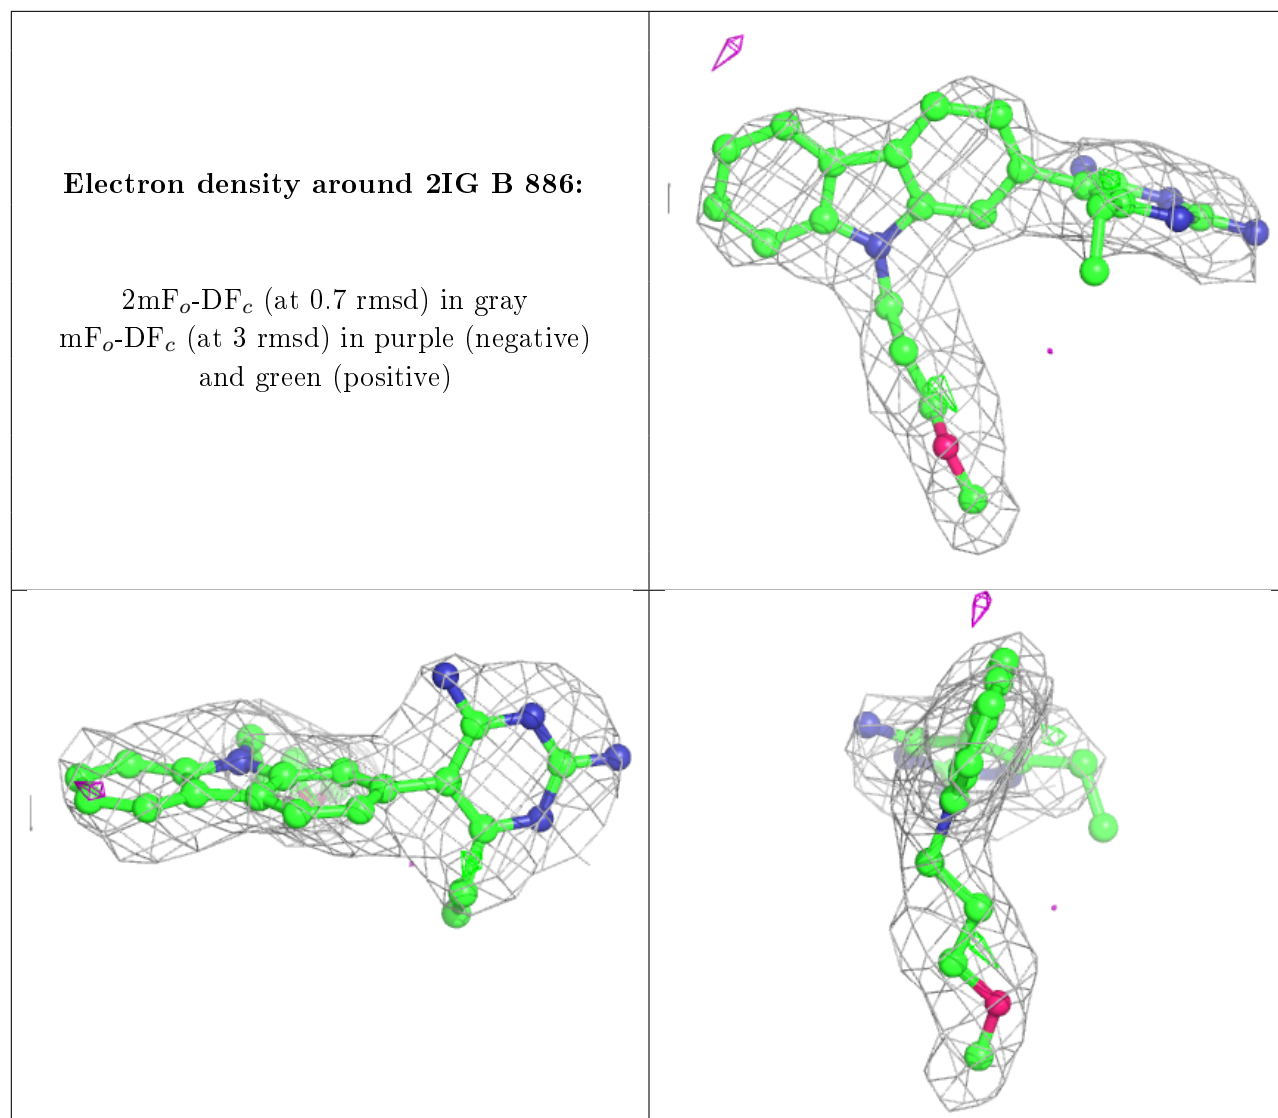 Electron density around 2IG B 886:
2mFo-DFc (at 0.7 rmsd) in gray
mFo-DFc (at 3 rmsd) in purple (negative)
and green (positive)